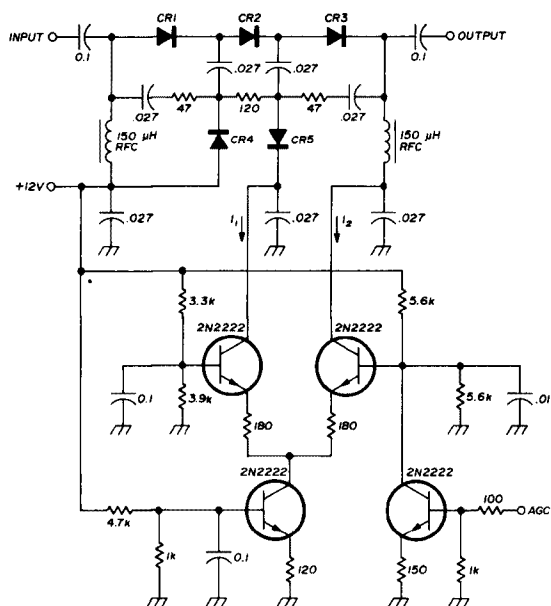 CR1 CR2 CR3
INPUT OUTPUT
0.1 0.1
.027 .027
.027 47 120 47 .027
150 μH RFC
CR4 CR5
150 μH RFC
+12V
.027 I₁ .027 I₂ .027
3.3k 5.6k
2N2222 2N2222
0.1 3.9k 5.6k .01
180 180
2N2222 2N2222
4.7k 100 AGC
1k 0.1 120 150 1k